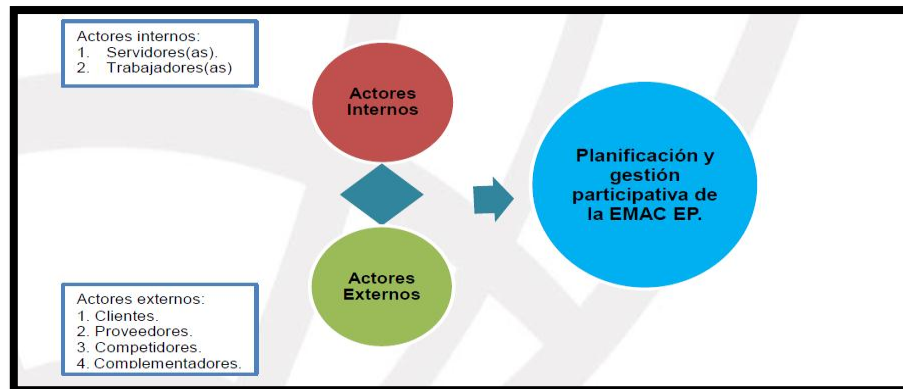 Actores internos:
1. Servidores(as).
2. Trabajadores(as)
Actores
Internos
Planificación y
gestión
participativa de
la EMAC EP.
Actores
Externos
Actores externos:
1. Clientes.
2. Proveedores.
3. Competidores.
4. Complementadores.